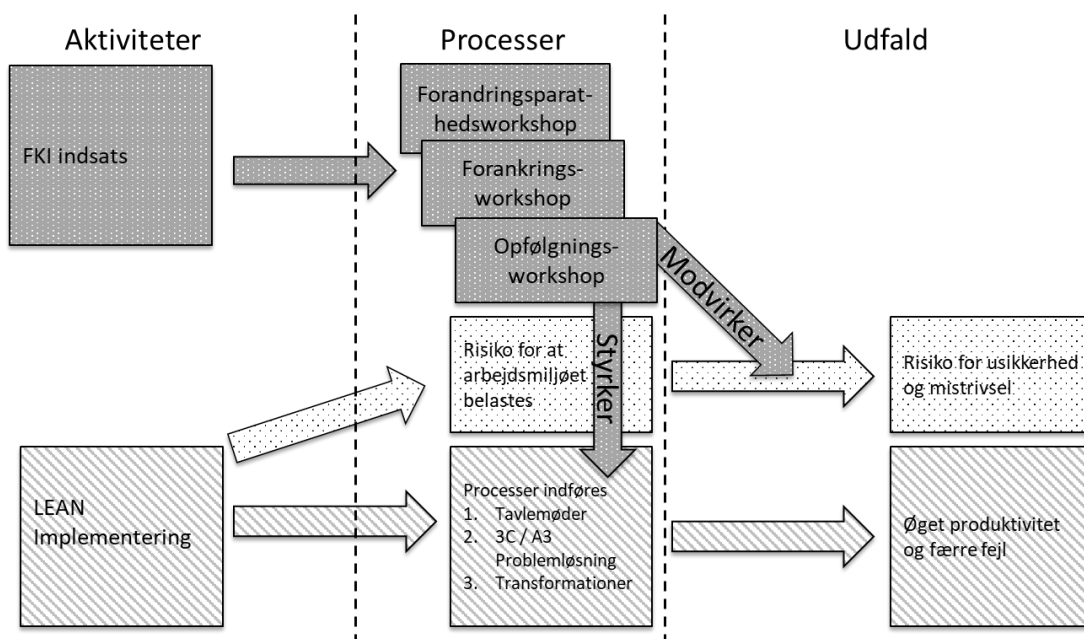 Aktiviteter
Processer
Udfald
FKI indsats
Forandringsparat-
hedsworkshop
Forankrings-
workshop
Opfølgnings-
workshop
Modvirker
Styrker
Risiko for at
arbejdsmiljøet
belastes
Risiko for usikkerhed
og mistrivsel
LEAN
Implementering
Processer indføres
1. Tavlemøder
2. 3C / A3
Problemløsning
3. Transformationer
Øget produktivitet
og færre fejl